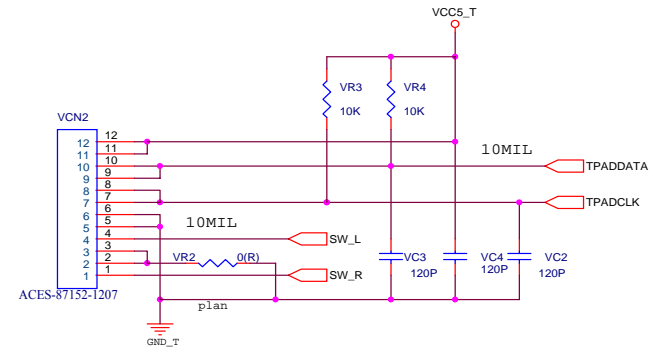 VCC5_T
VR3
VR4
10K
10K
VCN2
12
12
11
11
10
10
9
9
8
8
7
7
6
6
5
5
4
4
3
3
2
2
1
1
10MIL
TPADDATA
TPADCLK
10MIL
SW_L
VR2
0(R)
SW_R
VC3
120P
VC4
120P
VC2
120P
ACES-87152-1207
plan
GND_T